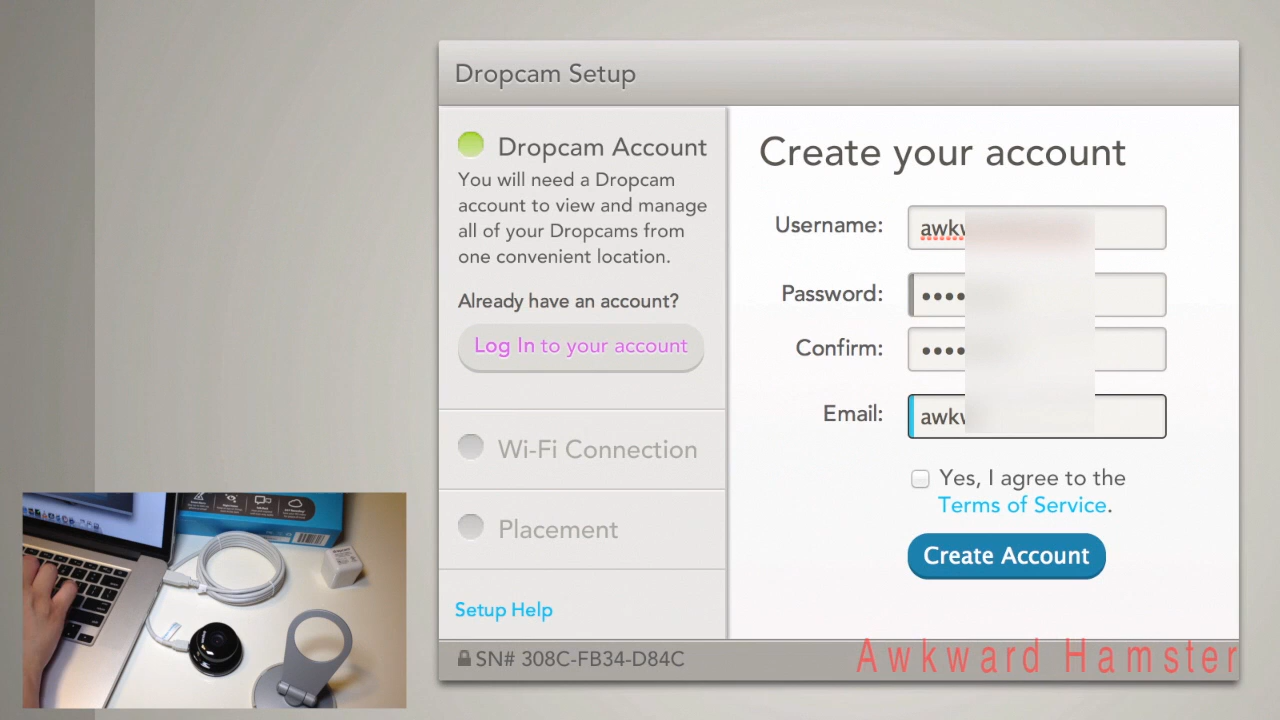 Dropcam Setup
Dropcam Account
You will need a Dropcam
account to view and manage
all of your Dropcams from
one convenient location.
Already have an account?
Log In to your account
Wi-Fi Connection
Placement
Setup Help
SN# 308C-FB34-D84C
Create your account
Username:
awkw
Password:
Confirm:
Email:
awkw
Yes, I agree to the
Terms of Service.
Create Account
Awkward Hamster